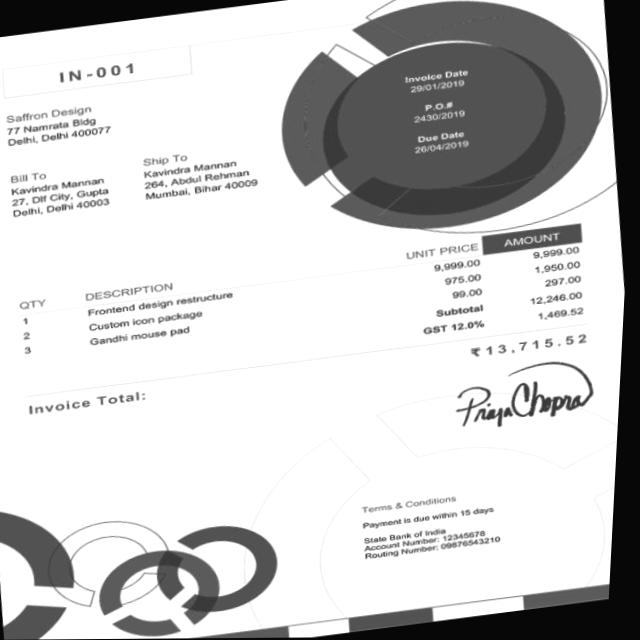 IN-001
Invoice Date
29/01/2019
P.O.#
2430/2019
Due Date
26/04/2019
Saffron Design
77 Namrata Bldg
Delhi, Delhi 400077
Bill To
Kavindra Mannan
27, Dlf City, Gupta
Delhi, Delhi 40003
Ship To
Kavindra Mannan
264, Abdul Rehman
Mumbai, Bihar 40009
QTY DESCRIPTION UNIT PRICE AMOUNT
1 Frontend design restructure 9,999.00 9,999.00
2 Custom icon package 975.00 1,950.00
3 Gandhi mouse pad 99.00 297.00
Subtotal 12,246.00
GST 12.0% 1,469.52
Invoice Total: ₹13,715.52
Priya Chopra
Terms & Conditions
Payment is due within 15 days
State Bank of India
Account Number: 12345678
Routing Number: 09876543210